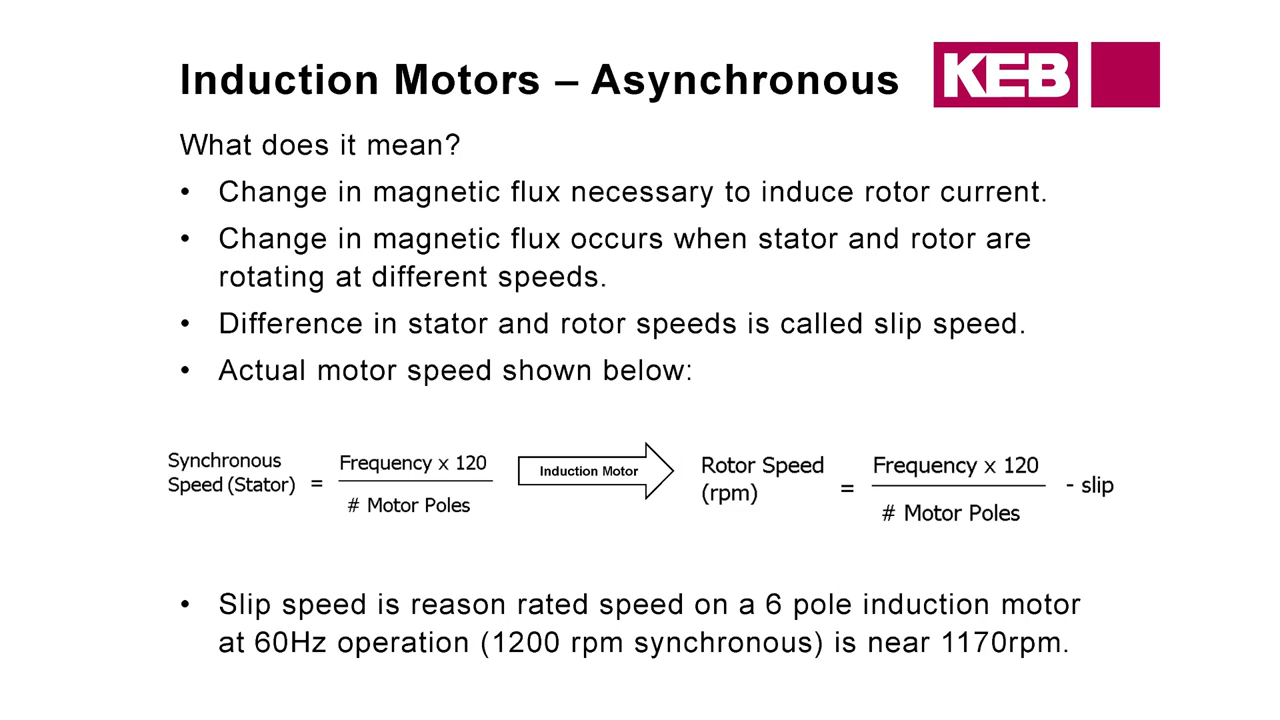 Induction Motors – Asynchronous
KEB
What does it mean?
• Change in magnetic flux necessary to induce rotor current.
• Change in magnetic flux occurs when stator and rotor are
rotating at different speeds.
• Difference in stator and rotor speeds is called slip speed.
• Actual motor speed shown below:
Synchronous
Speed (Stator) =
Frequency x 120
# Motor Poles
Induction Motor
Rotor Speed
(rpm) =
Frequency x 120
# Motor Poles
- slip
• Slip speed is reason rated speed on a 6 pole induction motor
at 60Hz operation (1200 rpm synchronous) is near 1170rpm.